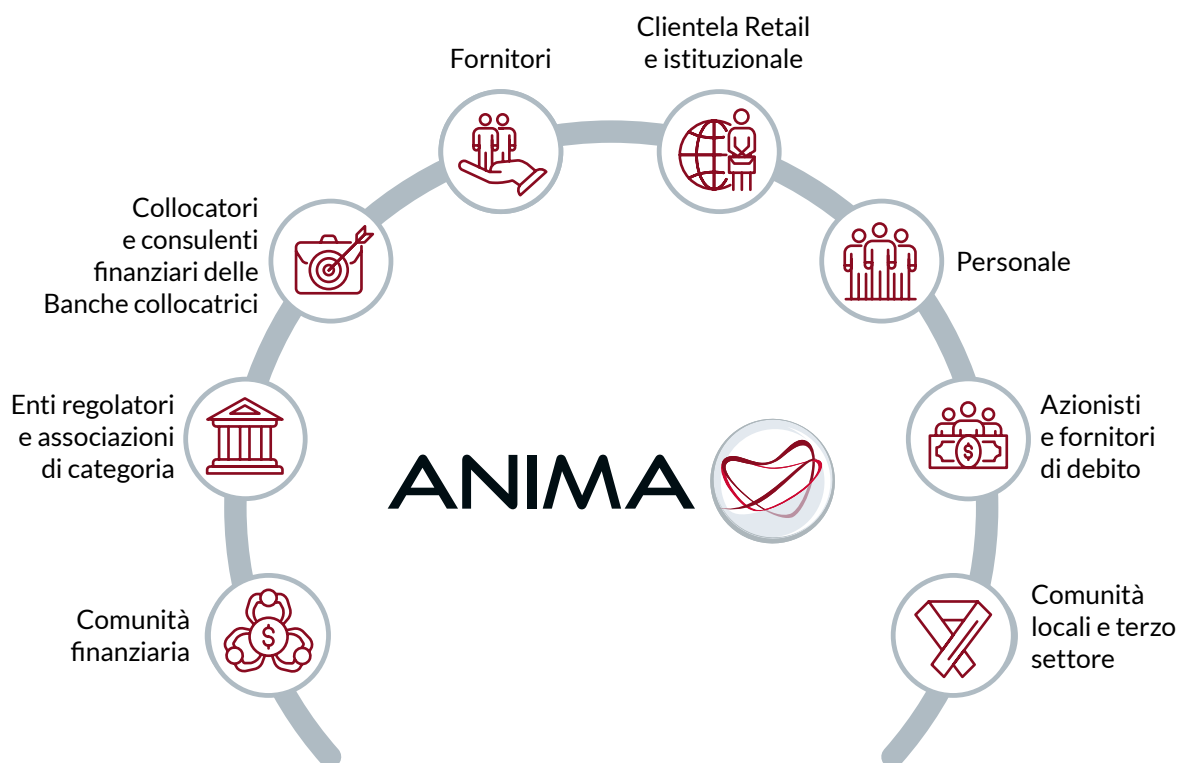 Clientela Retail
e istituzionale
Fornitori
Collocatori
e consulenti
finanziari delle
Banche collocatrici
Personale
Enti regolatori
e associazioni
di categoria
Azionisti
e fornitori
di debito
ANIMA
Comunità
finanziaria
Comunità
locali e terzo
settore
$
$